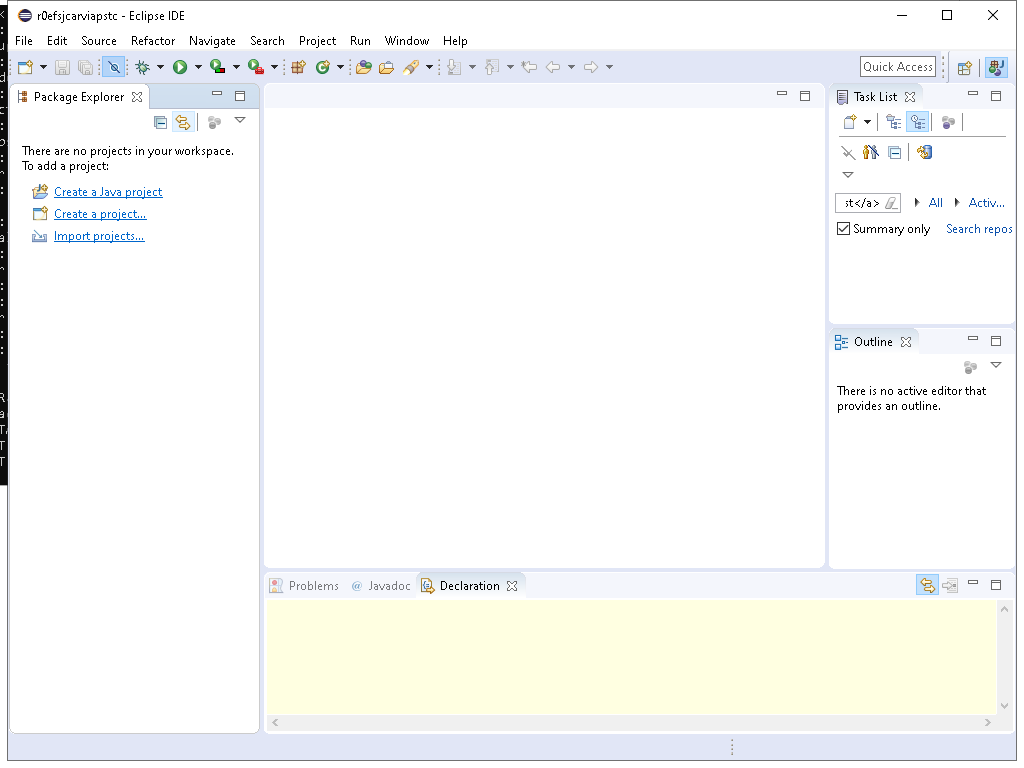 r0efsjcarviapstc - Eclipse IDE
File Edit Source Refactor Navigate Search Project Run Window Help
Quick Access
Package Explorer
There are no projects in your workspace.
To add a project:
Create a Java project
Create a project...
Import projects...
Task List
st</a> All Activ...
Summary only Search repos
Outline
There is no active editor that
provides an outline.
Problems @ Javadoc Declaration